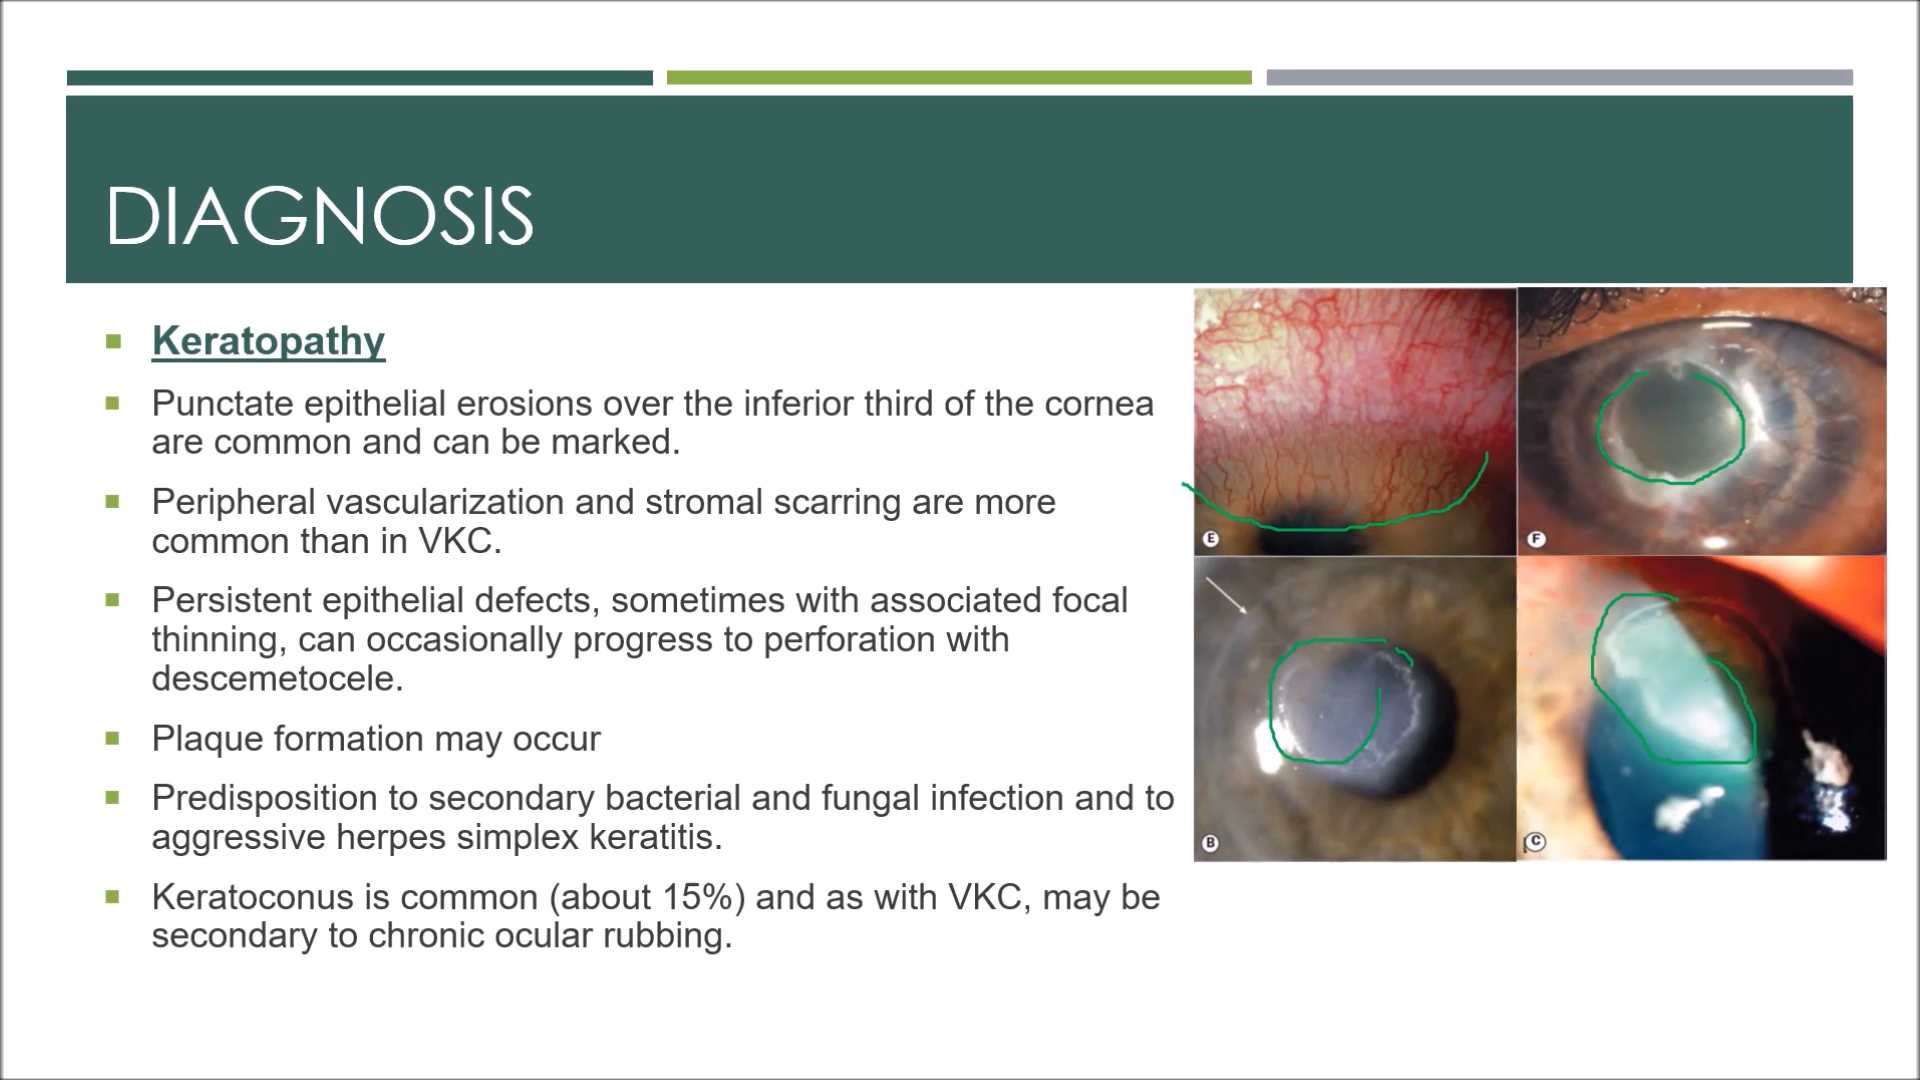 DIAGNOSIS
Keratopathy
Punctate epithelial erosions over the inferior third of the cornea
are common and can be marked.
Peripheral vascularization and stromal scarring are more
common than in VKC.
Persistent epithelial defects, sometimes with associated focal
thinning, can occasionally progress to perforation with
descemetocele.
Plaque formation may occur
Predisposition to secondary bacterial and fungal infection and to
aggressive herpes simplex keratitis.
Keratoconus is common (about 15%) and as with VKC, may be
secondary to chronic ocular rubbing.
E
F
B
C